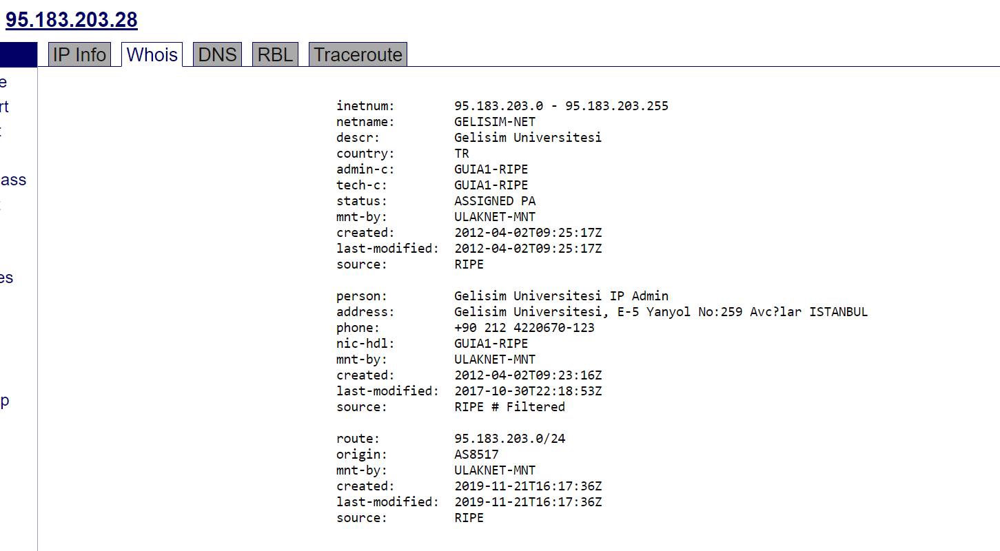 95.183.203.28
IP Info Whois DNS RBL Traceroute
e
rt
ass
es
p
inetnum: 95.183.203.0 - 95.183.203.255
netname: GELISIM-NET
descr: Gelisim Universitesi
country: TR
admin-c: GUIA1-RIPE
tech-c: GUIA1-RIPE
status: ASSIGNED PA
mnt-by: ULAKNET-MNT
created: 2012-04-02T09:25:17Z
last-modified: 2012-04-02T09:25:17Z
source: RIPE
person: Gelisim Universitesi IP Admin
address: Gelisim Universitesi, E-5 Yanyol No:259 Avc?lar ISTANBUL
phone: +90 212 4220670-123
nic-hdl: GUIA1-RIPE
mnt-by: ULAKNET-MNT
created: 2012-04-02T09:23:16Z
last-modified: 2017-10-30T22:18:53Z
source: RIPE # Filtered
route: 95.183.203.0/24
origin: AS8517
mnt-by: ULAKNET-MNT
created: 2019-11-21T16:17:36Z
last-modified: 2019-11-21T16:17:36Z
source: RIPE